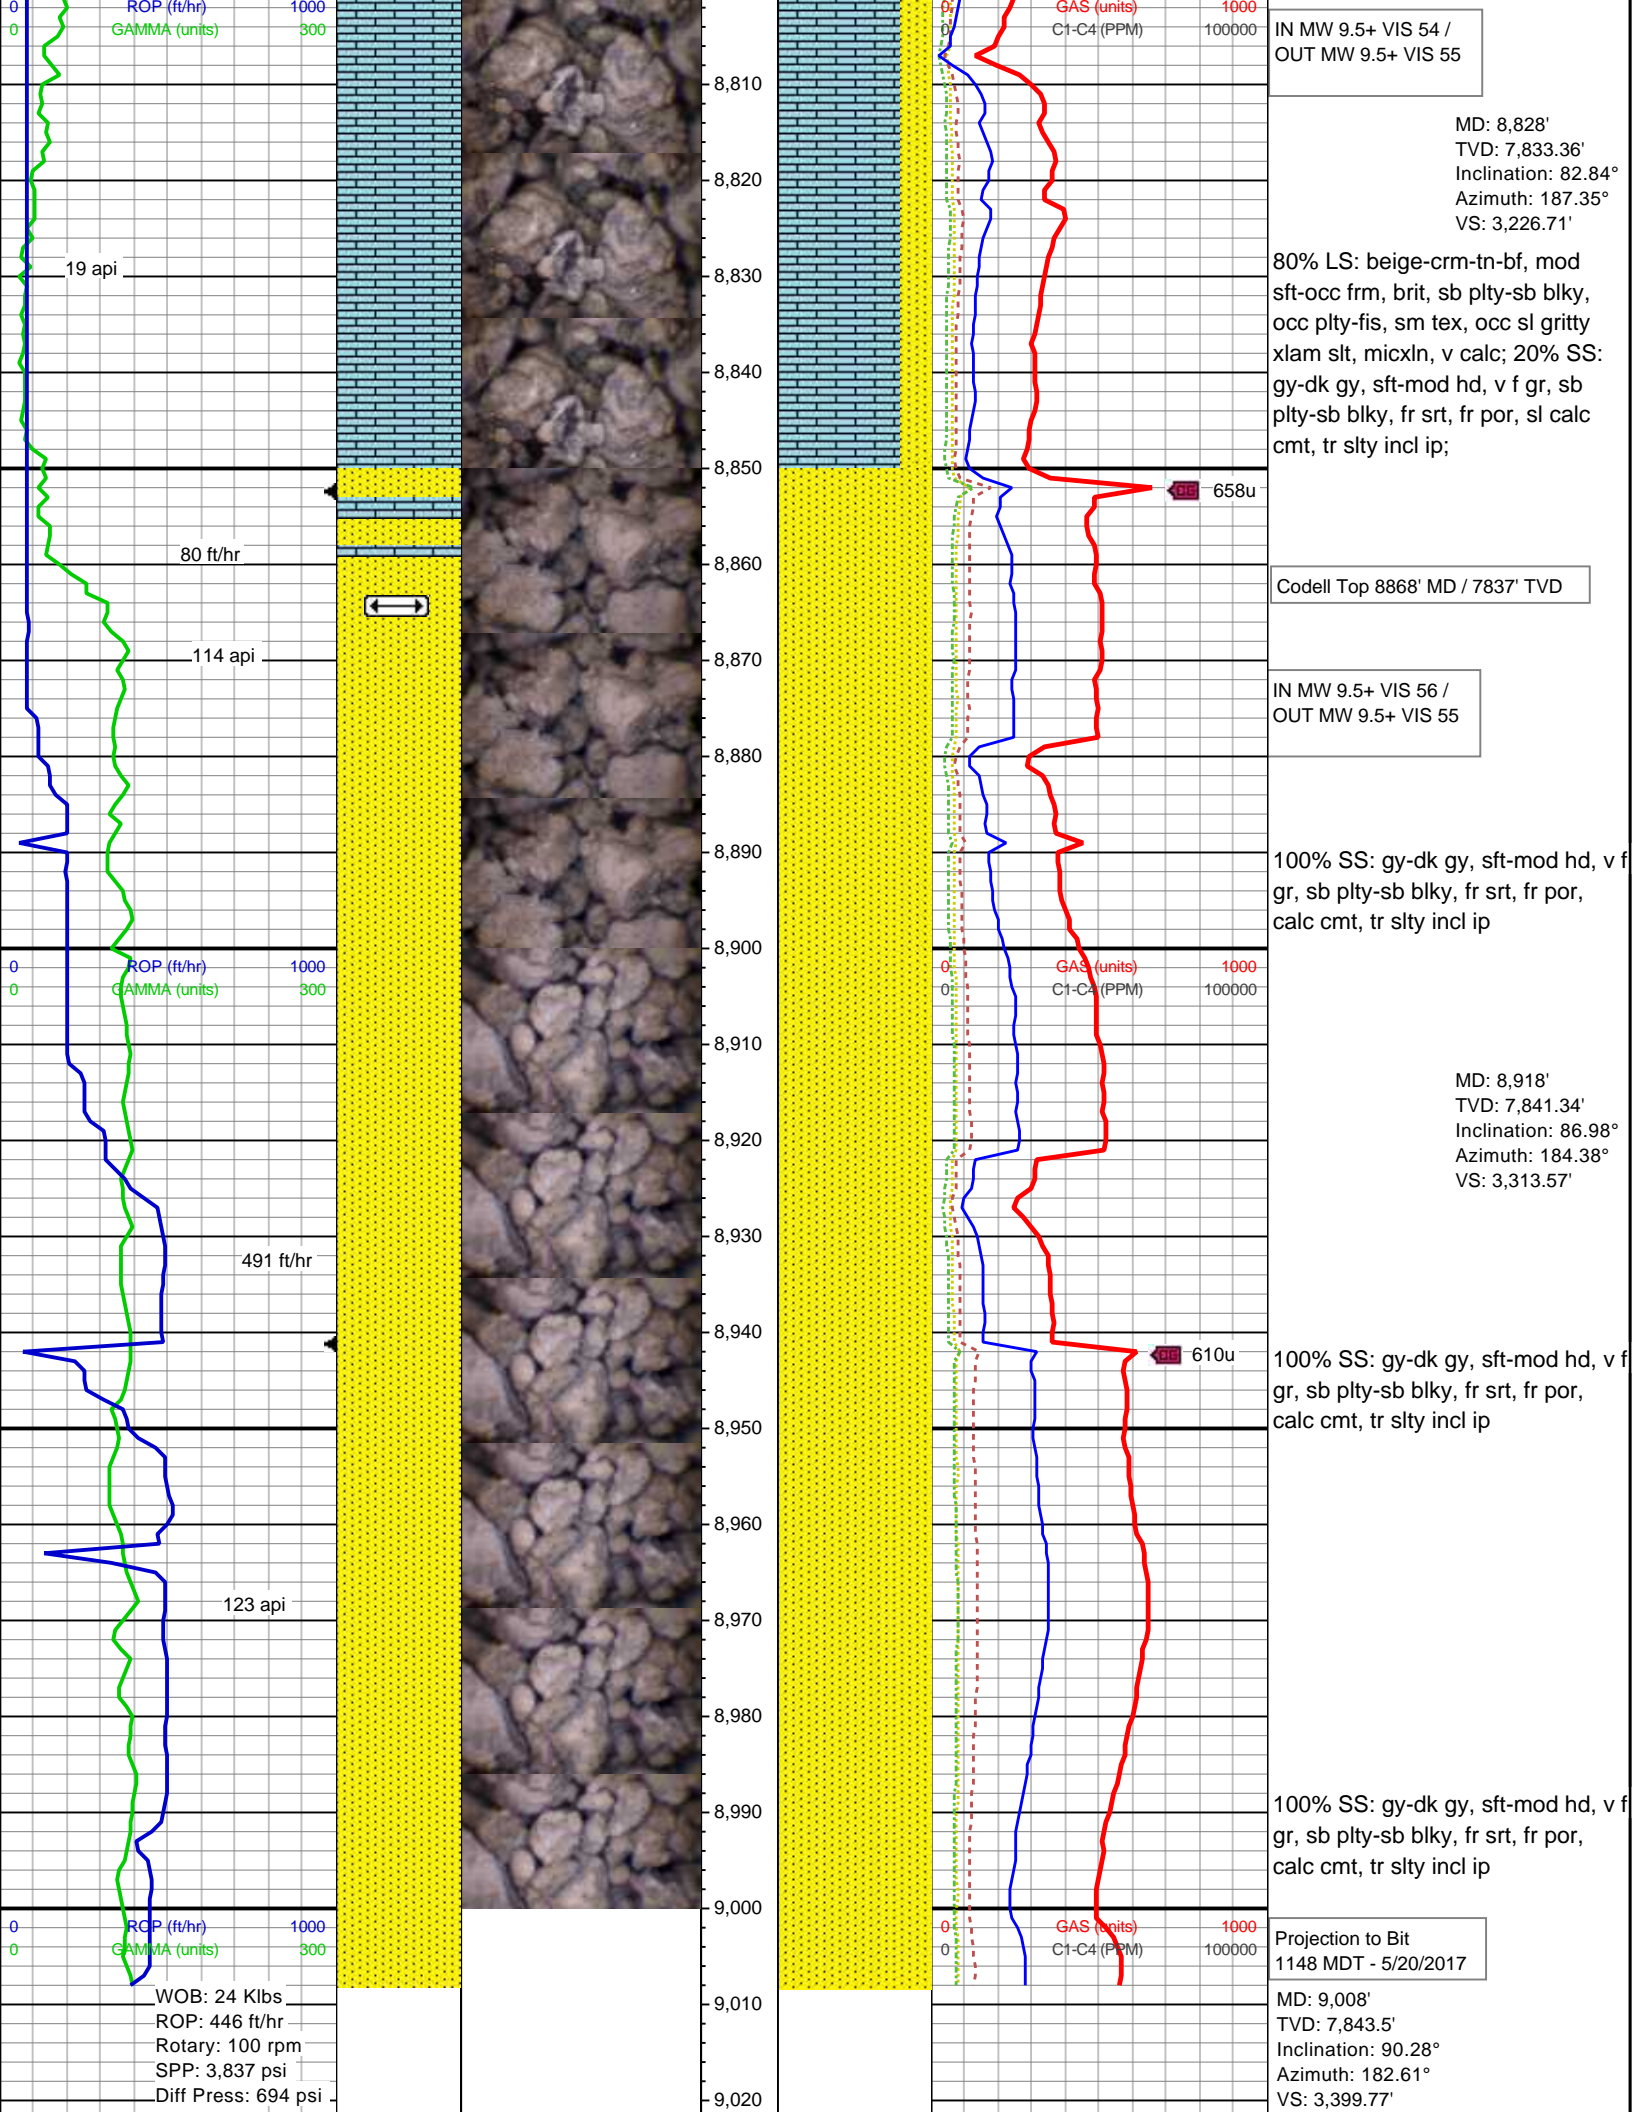 0 ROP (ft/hr) 1000
0 GAMMA (units) 300
0 GAS (units) 1000
0 C1-C4 (PPM) 100000
IN MW 9.5+ VIS 54 /
OUT MW 9.5+ VIS 55
8,810
MD: 8,828'
TVD: 7,833.36'
Inclination: 82.84°
Azimuth: 187.35°
VS: 3,226.71'
8,820
19 api
8,830
80% LS: beige-crm-tn-bf, mod
sft-occ frm, brit, sb plty-sb blky,
occ plty-fis, sm tex, occ sl gritty
xlam slt, micxln, v calc; 20% SS:
gy-dk gy, sft-mod hd, v f gr, sb
plty-sb blky, fr srt, fr por, sl calc
cmt, tr slty incl ip;
8,840
8,850
CG 658u
80 ft/hr
8,860
Codell Top 8868' MD / 7837' TVD
114 api
8,870
IN MW 9.5+ VIS 56 /
OUT MW 9.5+ VIS 55
8,880
8,890
100% SS: gy-dk gy, sft-mod hd, v f
gr, sb plty-sb blky, fr srt, fr por,
calc cmt, tr slty incl ip
8,900
0 ROP (ft/hr) 1000
0 GAMMA (units) 300
0 GAS (units) 1000
0 C1-C4 (PPM) 100000
8,910
MD: 8,918'
TVD: 7,841.34'
Inclination: 86.98°
Azimuth: 184.38°
VS: 3,313.57'
8,920
8,930
491 ft/hr
8,940
CG 610u
100% SS: gy-dk gy, sft-mod hd, v f
gr, sb plty-sb blky, fr srt, fr por,
calc cmt, tr slty incl ip
8,950
8,960
123 api
8,970
8,980
8,990
100% SS: gy-dk gy, sft-mod hd, v f
gr, sb plty-sb blky, fr srt, fr por,
calc cmt, tr slty incl ip
9,000
0 ROP (ft/hr) 1000
0 GAMMA (units) 300
0 GAS (units) 1000
0 C1-C4 (PPM) 100000
Projection to Bit
1148 MDT - 5/20/2017
WOB: 24 Klbs
ROP: 446 ft/hr
Rotary: 100 rpm
SPP: 3,837 psi
Diff Press: 694 psi
9,010
9,020
MD: 9,008'
TVD: 7,843.5'
Inclination: 90.28°
Azimuth: 182.61°
VS: 3,399.77'